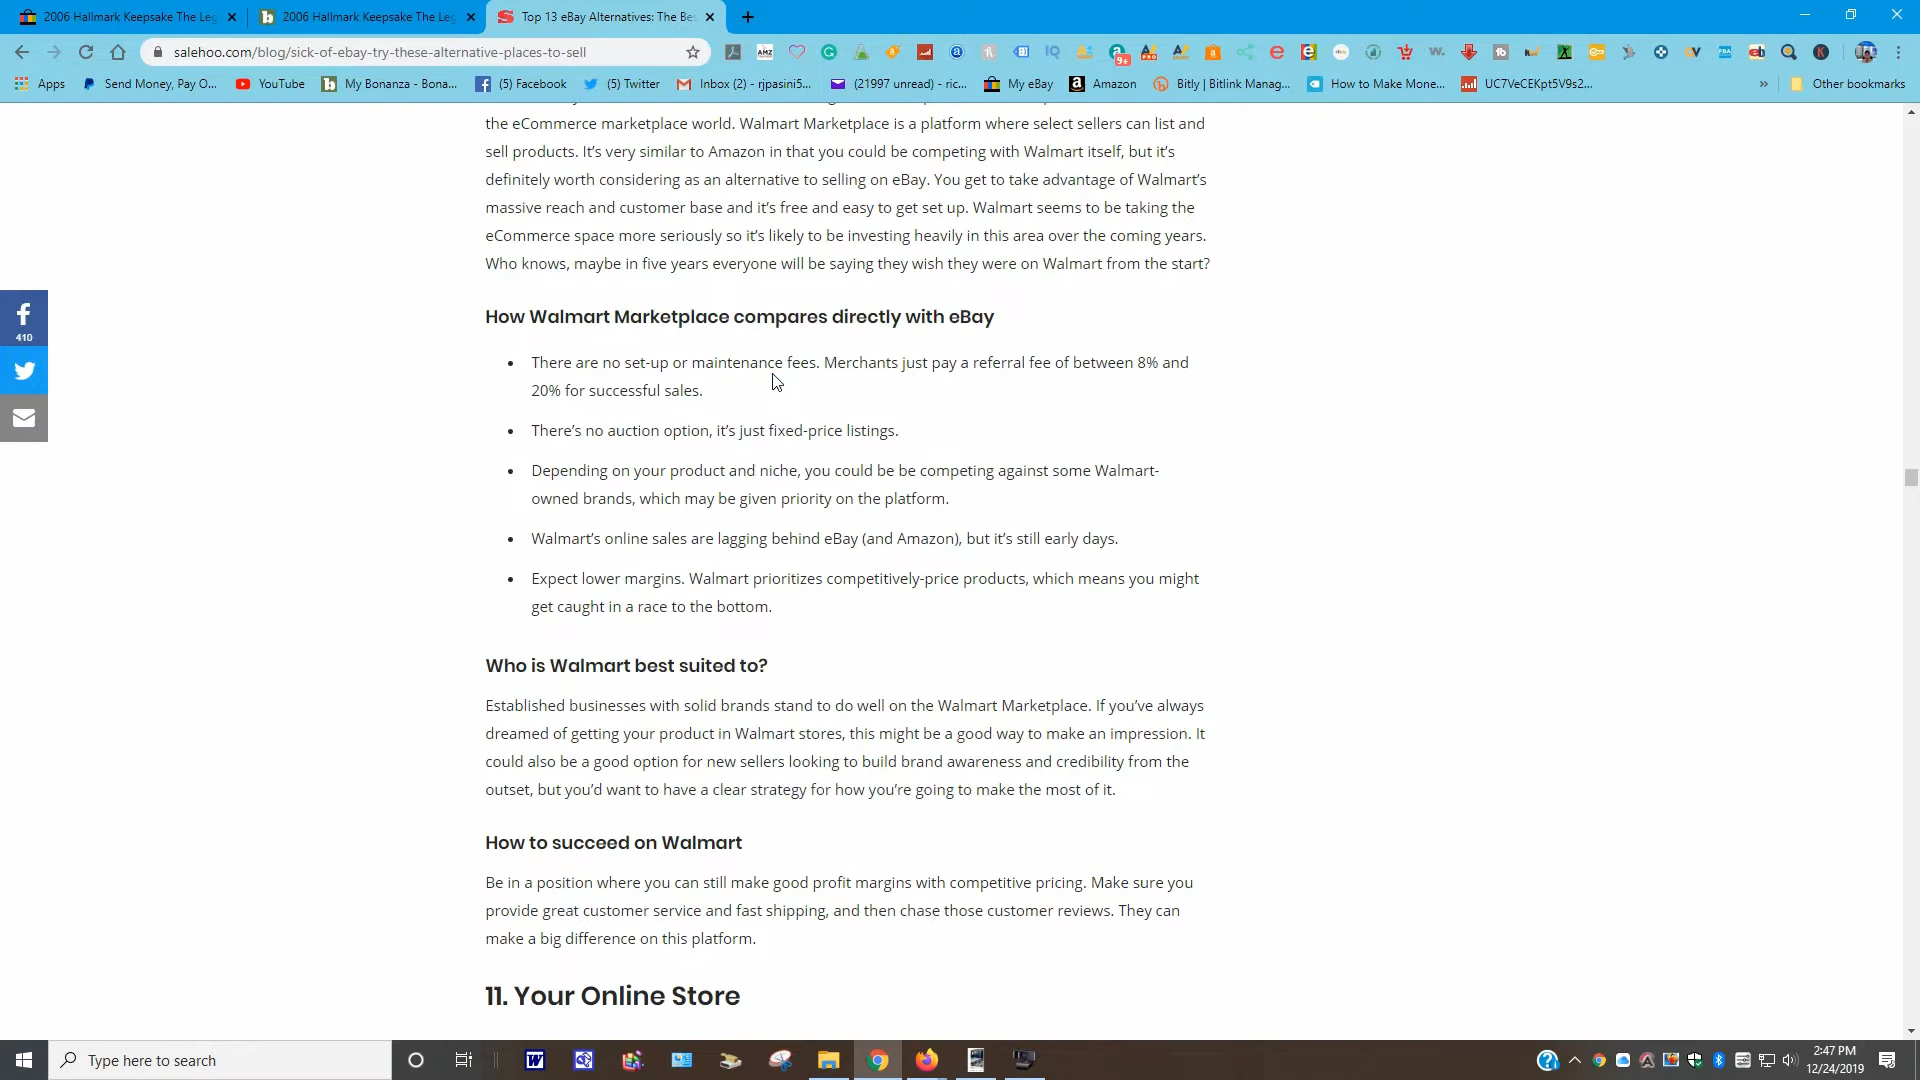 2006 Hallmark Keepsake The Leg
2006 Hallmark Keepsake The Leg
Top 13 eBay Alternatives: The Bes
salehoo.com/blog/sick-of-ebay-try-these-alternative-places-to-sell
Apps
Send Money, Pay O...
YouTube
My Bonanza - Bona...
(5) Facebook
(5) Twitter
Inbox (2) - rjpasini5...
(21997 unread) - ric...
My eBay
Amazon
Bitly | Bitlink Manag...
How to Make Mone...
UC7VeCEKpt5V9s2...
Other bookmarks
the eCommerce marketplace world. Walmart Marketplace is a platform where select sellers can list and
sell products. It's very similar to Amazon in that you could be competing with Walmart itself, but it's
definitely worth considering as an alternative to selling on eBay. You get to take advantage of Walmart's
massive reach and customer base and it's free and easy to get set up. Walmart seems to be taking the
eCommerce space more seriously so it's likely to be investing heavily in this area over the coming years.
Who knows, maybe in five years everyone will be saying they wish they were on Walmart from the start?
410
How Walmart Marketplace compares directly with eBay
• There are no set-up or maintenance fees. Merchants just pay a referral fee of between 8% and
20% for successful sales.
• There's no auction option, it's just fixed-price listings.
• Depending on your product and niche, you could be be competing against some Walmart-
owned brands, which may be given priority on the platform.
• Walmart's online sales are lagging behind eBay (and Amazon), but it's still early days.
• Expect lower margins. Walmart prioritizes competitively-price products, which means you might
get caught in a race to the bottom.
Who is Walmart best suited to?
Established businesses with solid brands stand to do well on the Walmart Marketplace. If you've always
dreamed of getting your product in Walmart stores, this might be a good way to make an impression. It
could also be a good option for new sellers looking to build brand awareness and credibility from the
outset, but you'd want to have a clear strategy for how you're going to make the most of it.
How to succeed on Walmart
Be in a position where you can still make good profit margins with competitive pricing. Make sure you
provide great customer service and fast shipping, and then chase those customer reviews. They can
make a big difference on this platform.
11. Your Online Store
Type here to search
2:47 PM
12/24/2019